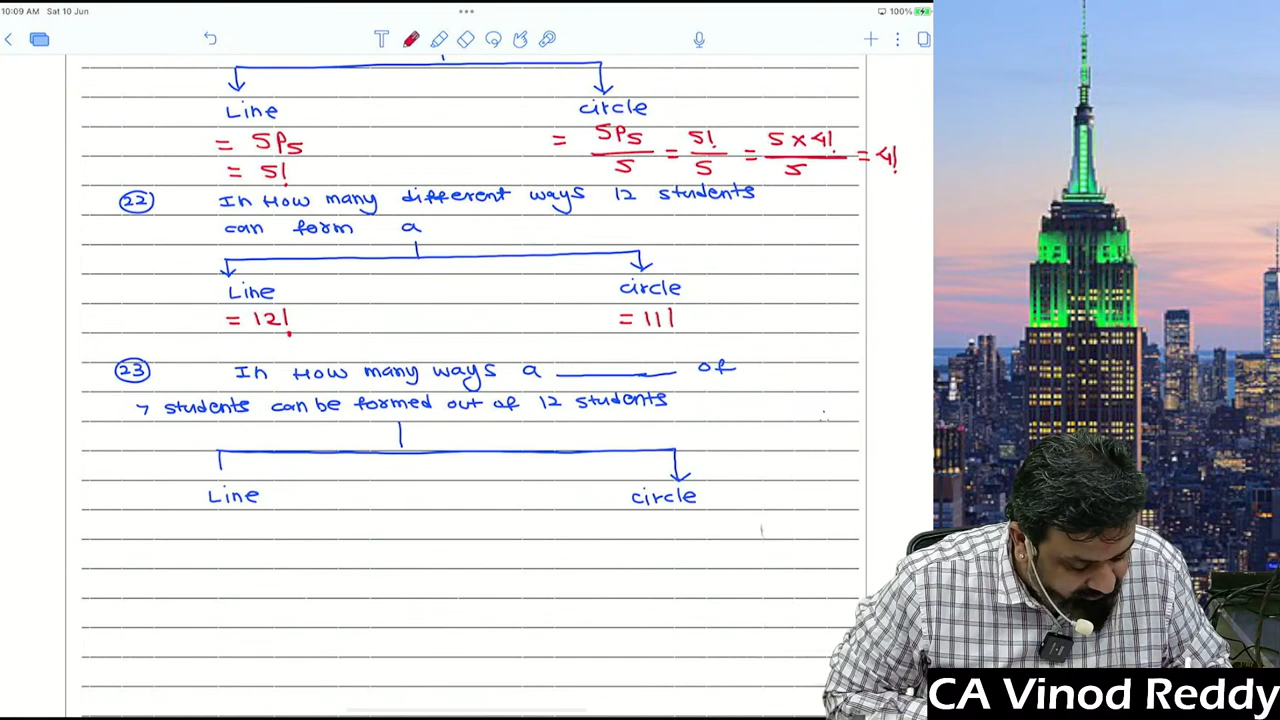 10:09 AM Sat 10 Jun
100%
T
Line circle
= 5P5 = 5P5/5 = 5!/5 = 5 x 4!/5 = 4!
= 5!
22 In How many different ways 12 students
can form a
Line circle
= 12! = 11!
23 In How many ways a ________ of
7 students can be formed out of 12 students
Line circle
CA Vinod Reddy